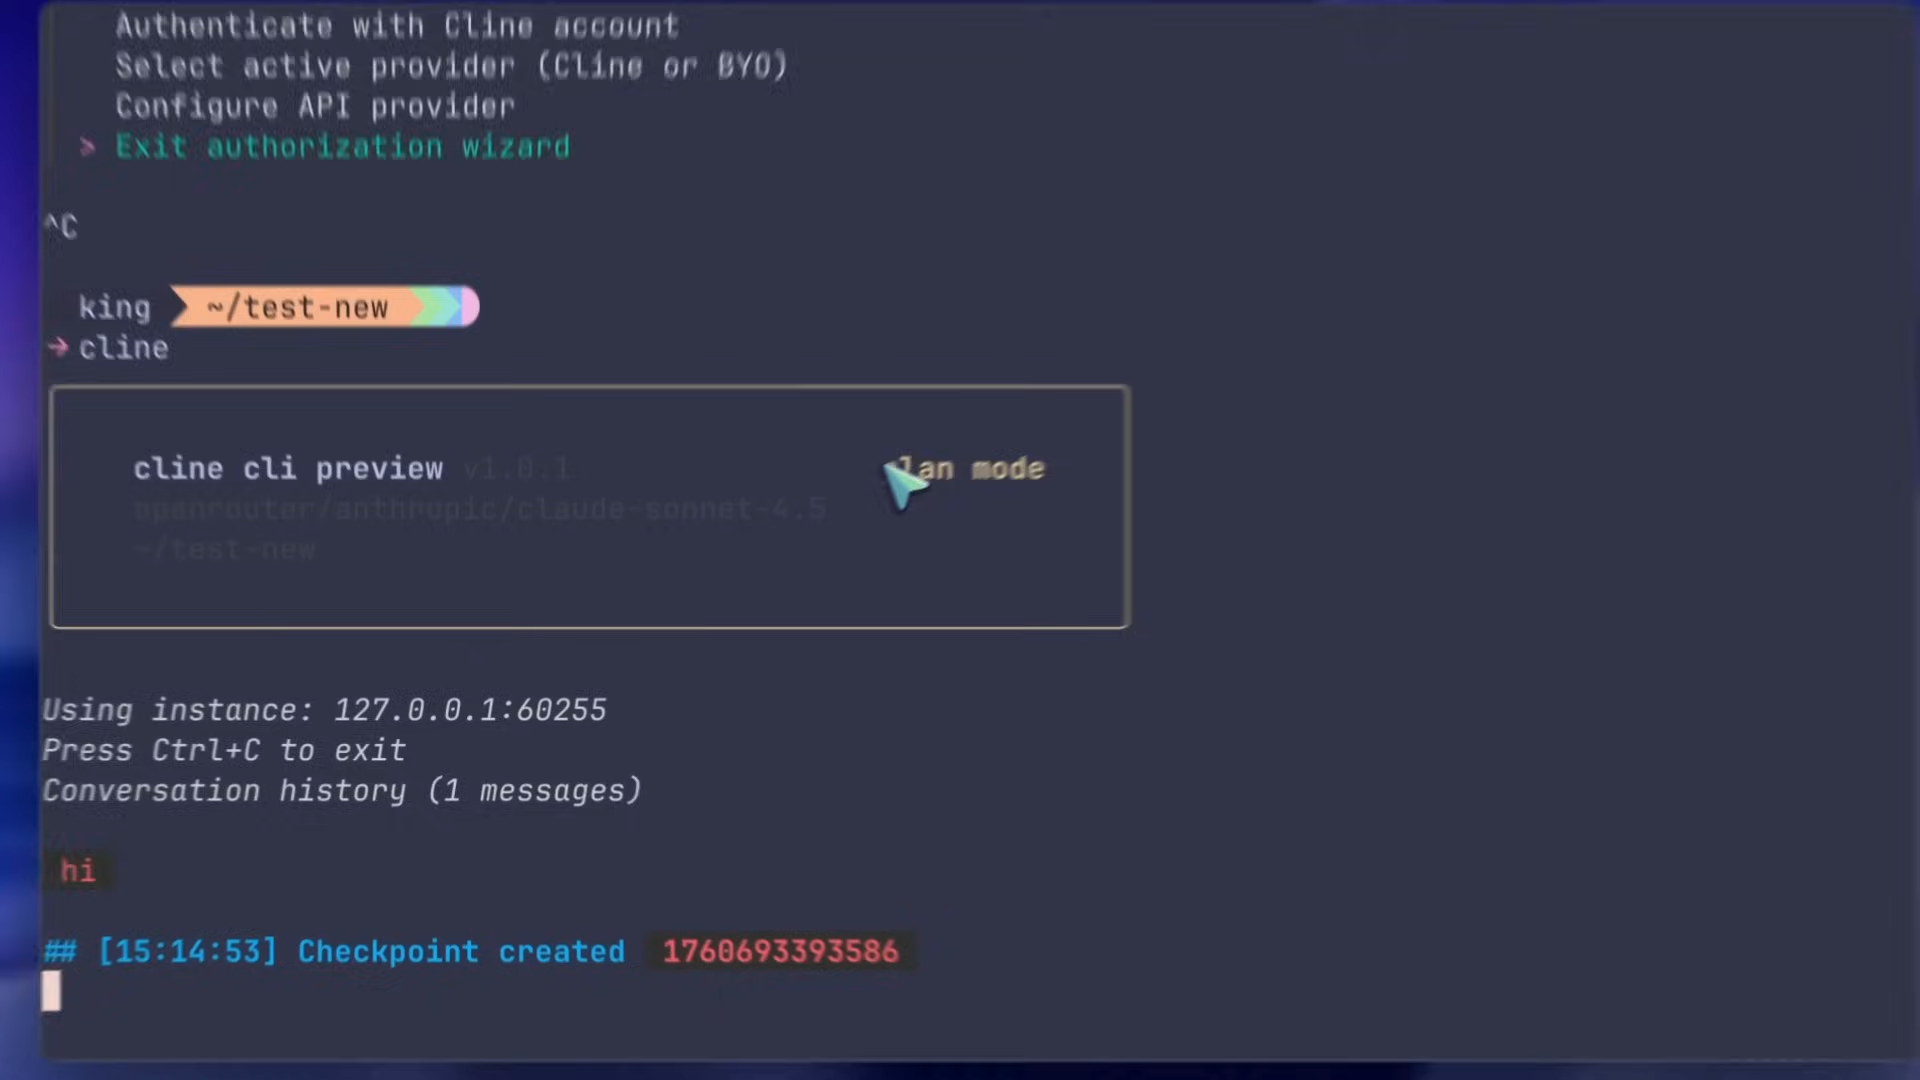 Authenticate with Cline account
Select active provider (Cline or BYO)
Configure API provider
> Exit authorization wizard
^C
king ~/test-new
→ cline
cline cli preview v1.0.1 plan mode
openrouter/anthropic/claude-sonnet-4.5
~/test-new
Using instance: 127.0.0.1:60255
Press Ctrl+C to exit
Conversation history (1 messages)
hi
## [15:14:53] Checkpoint created 1760693393586